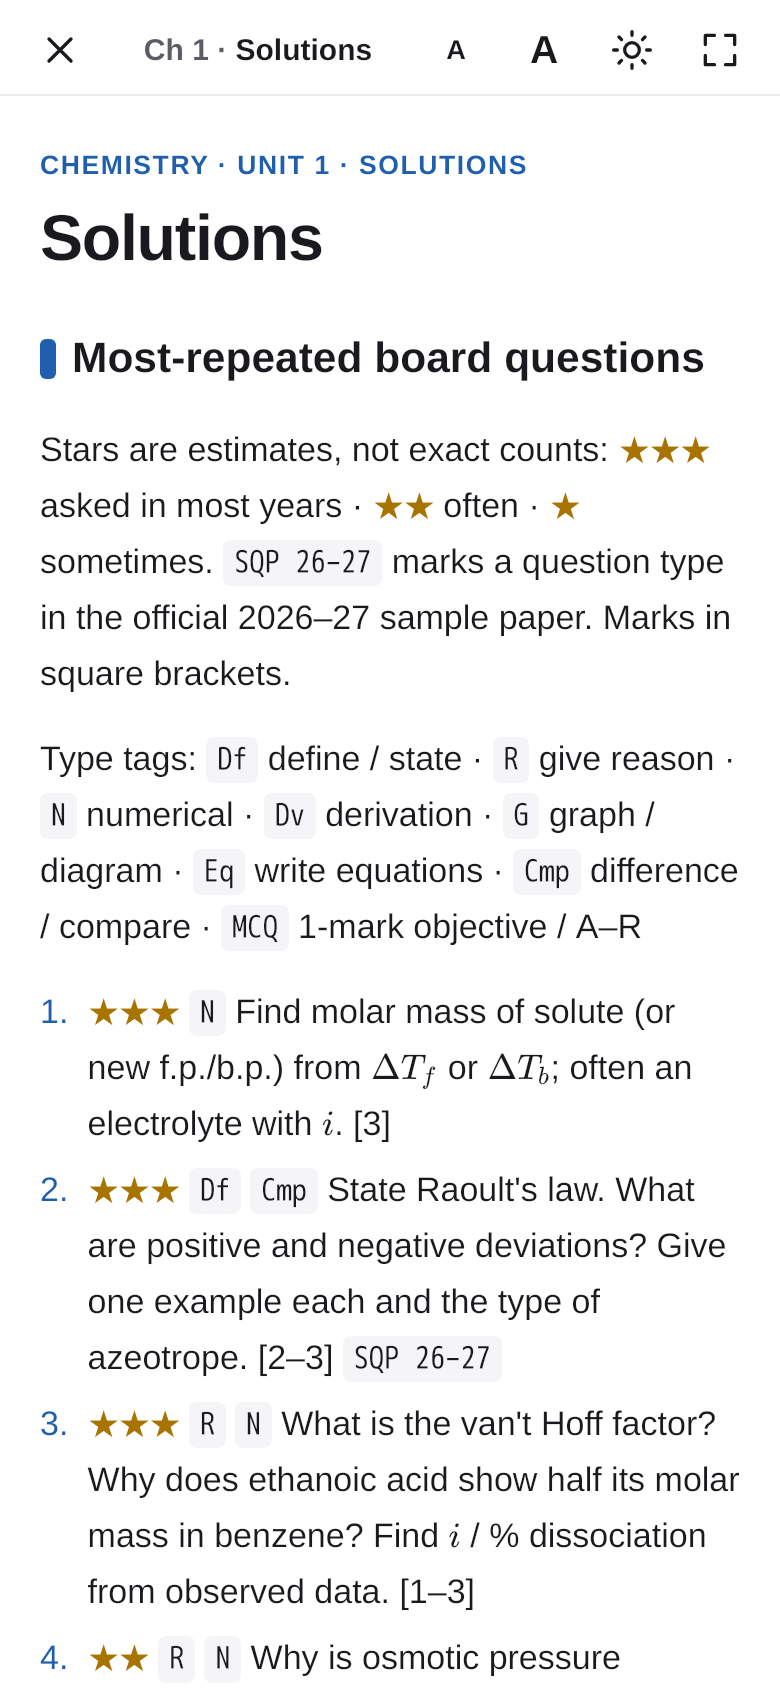 Ch 1 · Solutions A A
CHEMISTRY · UNIT 1 · SOLUTIONS
Solutions
Most-repeated board questions
Stars are estimates, not exact counts: ★★★
asked in most years · ★★ often · ★
sometimes. SQP 26–27 marks a question type
in the official 2026–27 sample paper. Marks in
square brackets.
Type tags: Df define / state · R give reason ·
N numerical · Dv derivation · G graph /
diagram · Eq write equations · Cmp difference
/ compare · MCQ 1-mark objective / A–R
1. ★★★ N Find molar mass of solute (or
new f.p./b.p.) from ΔT_f or ΔT_b; often an
electrolyte with i. [3]
2. ★★★ Df Cmp State Raoult's law. What
are positive and negative deviations? Give
one example each and the type of
azeotrope. [2–3] SQP 26–27
3. ★★★ R N What is the van't Hoff factor?
Why does ethanoic acid show half its molar
mass in benzene? Find i / % dissociation
from observed data. [1–3]
4. ★★ R N Why is osmotic pressure